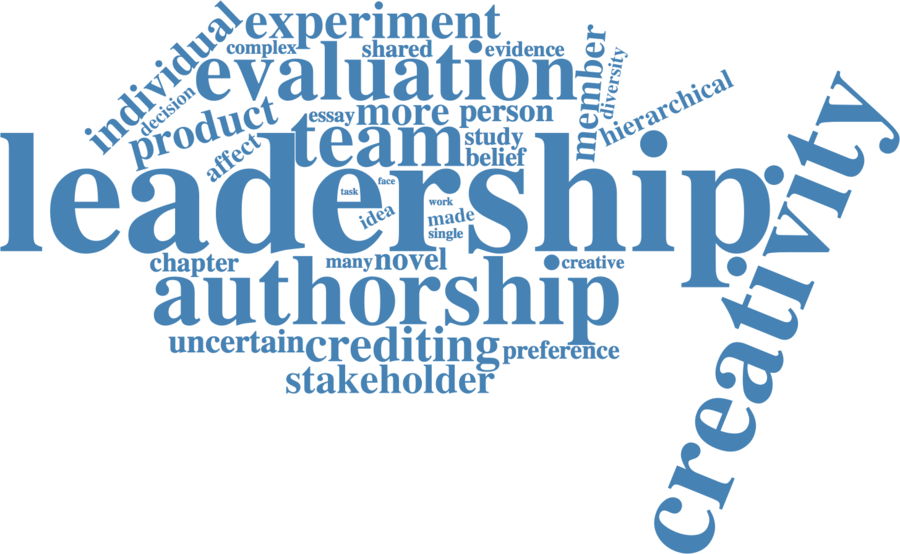 experiment
individual
complex
shared
evidence
evaluation
member
diversity
hierarchical
decision
product
essay
more
person
team
study
affect
belief
leadership
creativity
task
face
idea
work
made
single
chapter
many
novel
creative
authorship
uncertain
crediting
preference
stakeholder